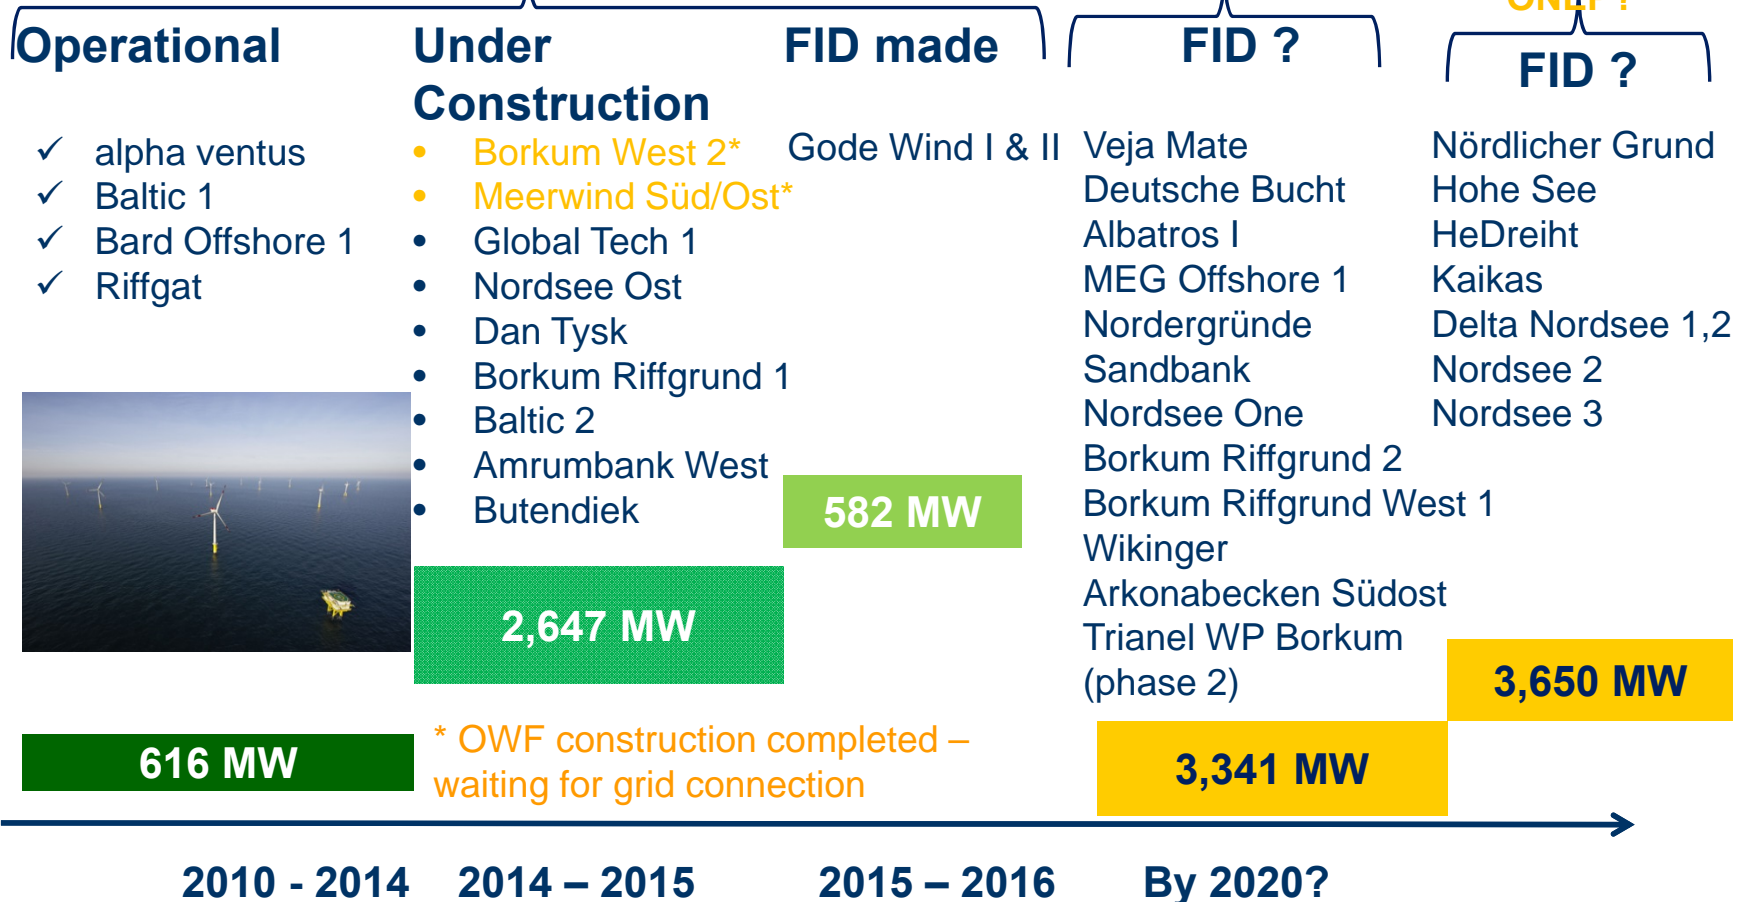 ONLY?
Operational
Under
Construction
FID made
FID ?
FID ?
✓ alpha ventus
✓ Baltic 1
✓ Bard Offshore 1
✓ Riffgat
• Borkum West 2*
• Meerwind Süd/Ost*
• Global Tech 1
• Nordsee Ost
• Dan Tysk
• Borkum Riffgrund 1
• Baltic 2
• Amrumbank West
• Butendiek
Gode Wind I & II
Veja Mate
Deutsche Bucht
Albatros I
MEG Offshore 1
Nordergründe
Sandbank
Nordsee One
Borkum Riffgrund 2
Borkum Riffgrund West 1
Wikinger
Arkonabecken Südost
Trianel WP Borkum
(phase 2)
Nördlicher Grund
Hohe See
HeDreiht
Kaikas
Delta Nordsee 1,2
Nordsee 2
Nordsee 3
616 MW
2,647 MW
582 MW
3,341 MW
3,650 MW
* OWF construction completed –
waiting for grid connection
2010 - 2014
2014 – 2015
2015 – 2016
By 2020?